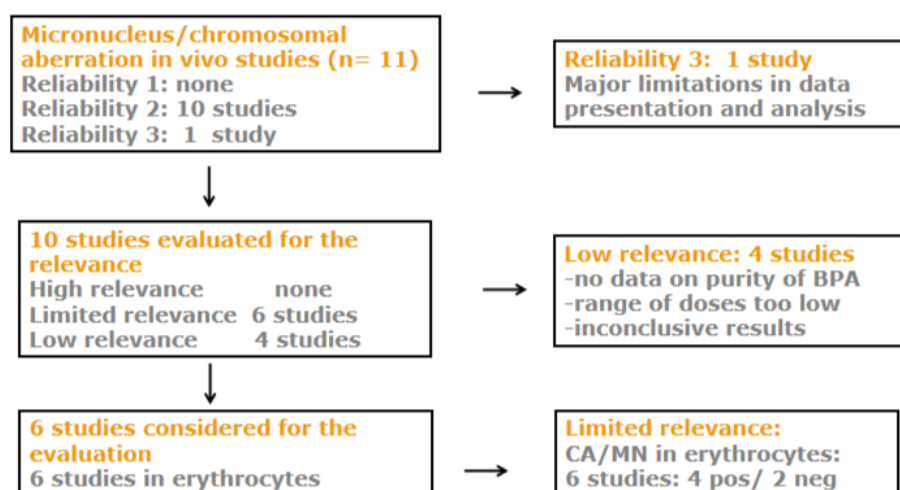 Micronucleus/chromosomal
aberration in vivo studies (n= 11)
Reliability 1: none
Reliability 2: 10 studies
Reliability 3: 1 study
Reliability 3: 1 study
Major limitations in data
presentation and analysis
10 studies evaluated for the
relevance
High relevance none
Limited relevance 6 studies
Low relevance 4 studies
Low relevance: 4 studies
-no data on purity of BPA
-range of doses too low
-inconclusive results
6 studies considered for the
evaluation
6 studies in erythrocytes
Limited relevance:
CA/MN in erythrocytes:
6 studies: 4 pos/ 2 neg